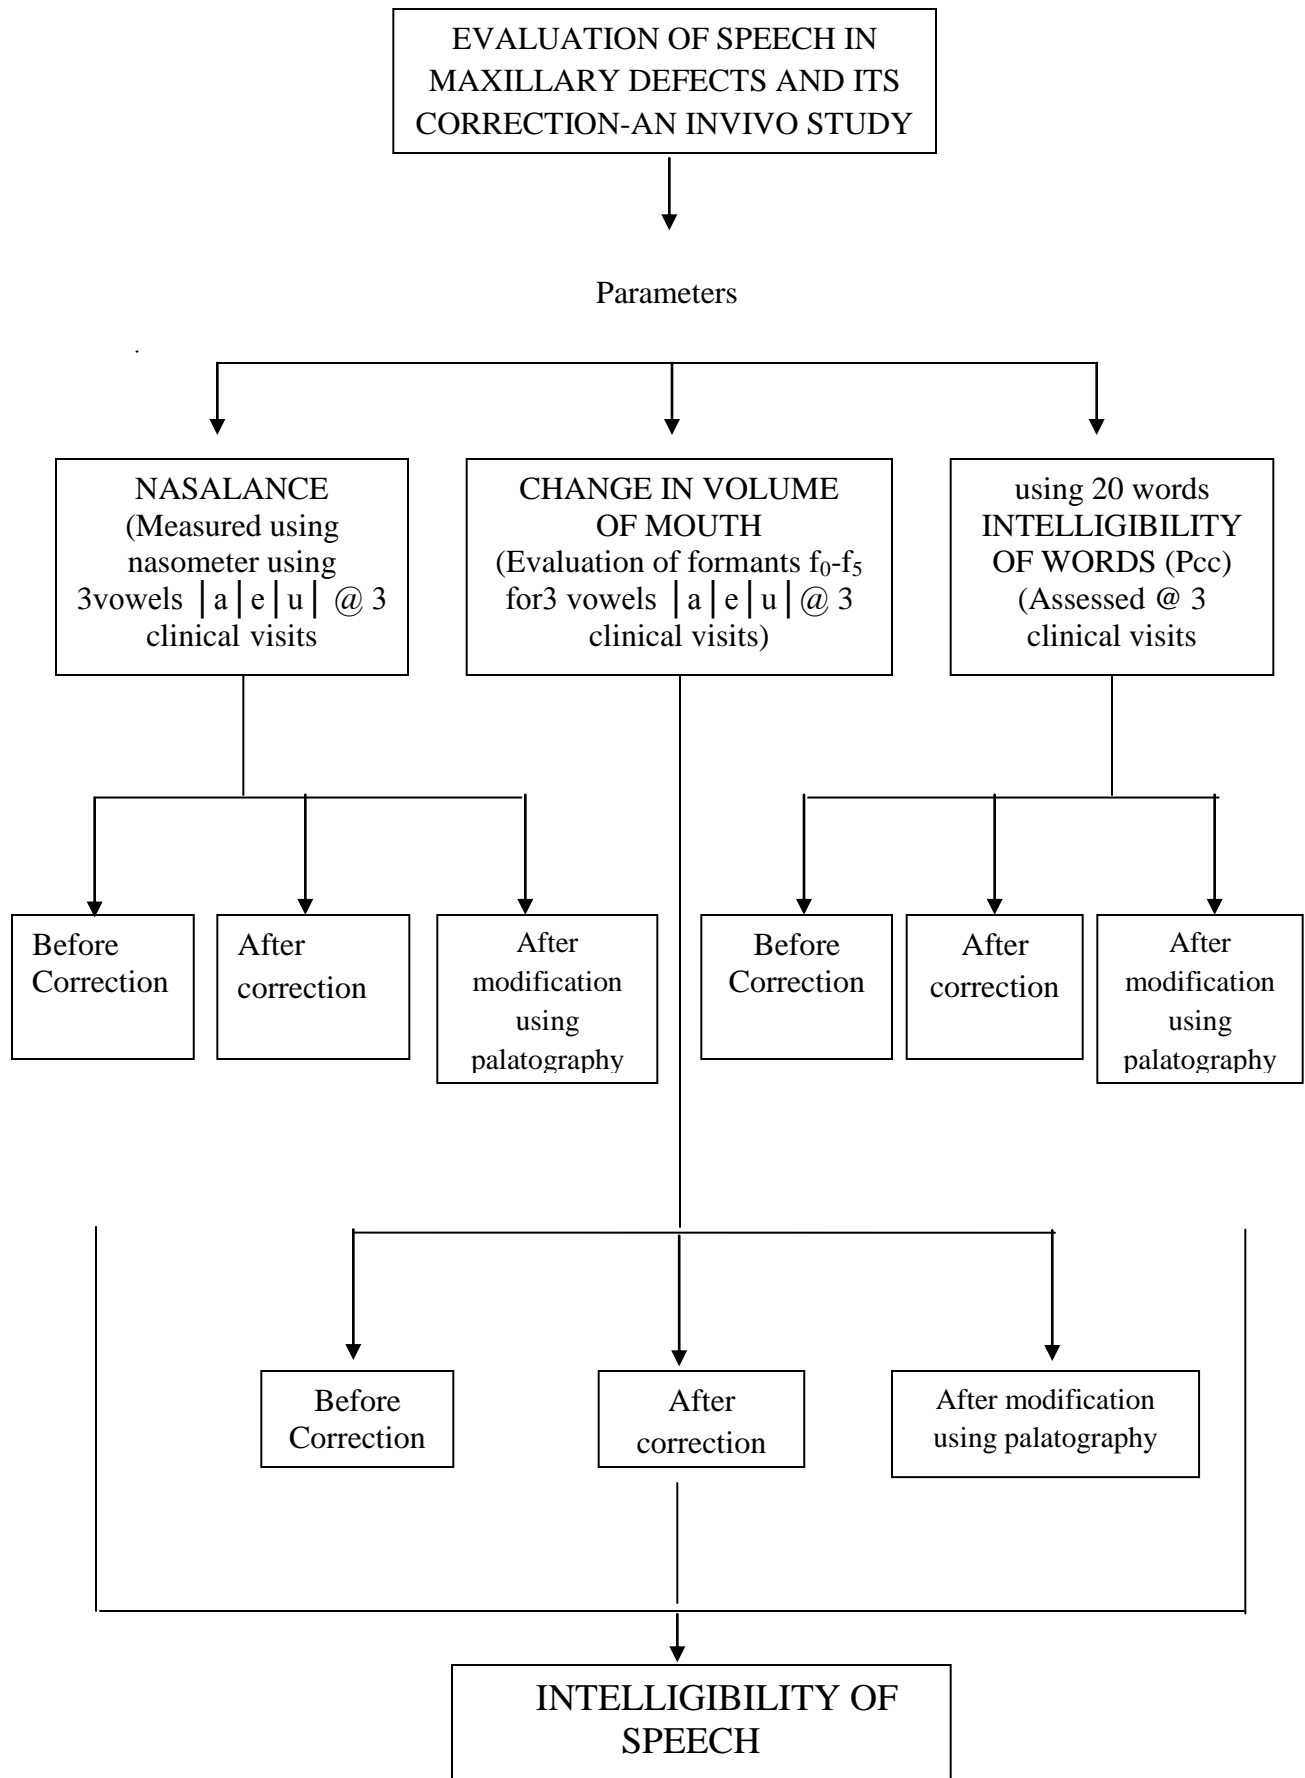 EVALUATION OF SPEECH IN
MAXILLARY DEFECTS AND ITS
CORRECTION-AN INVIVO STUDY
Parameters
NASALANCE
(Measured using
nasometer using
3vowels |a|e|u| @ 3
clinical visits
CHANGE IN VOLUME
OF MOUTH
(Evaluation of formants f₀-f₅
for3 vowels |a|e|u|@ 3
clinical visits)
using 20 words
INTELLIGIBILITY
OF WORDS (Pcc)
(Assessed @ 3
clinical visits
Before
Correction
After
correction
After
modification
using
palatography
Before
Correction
After
correction
After
modification
using
palatography
Before
Correction
After
correction
After modification
using palatography
INTELLIGIBILITY OF
SPEECH